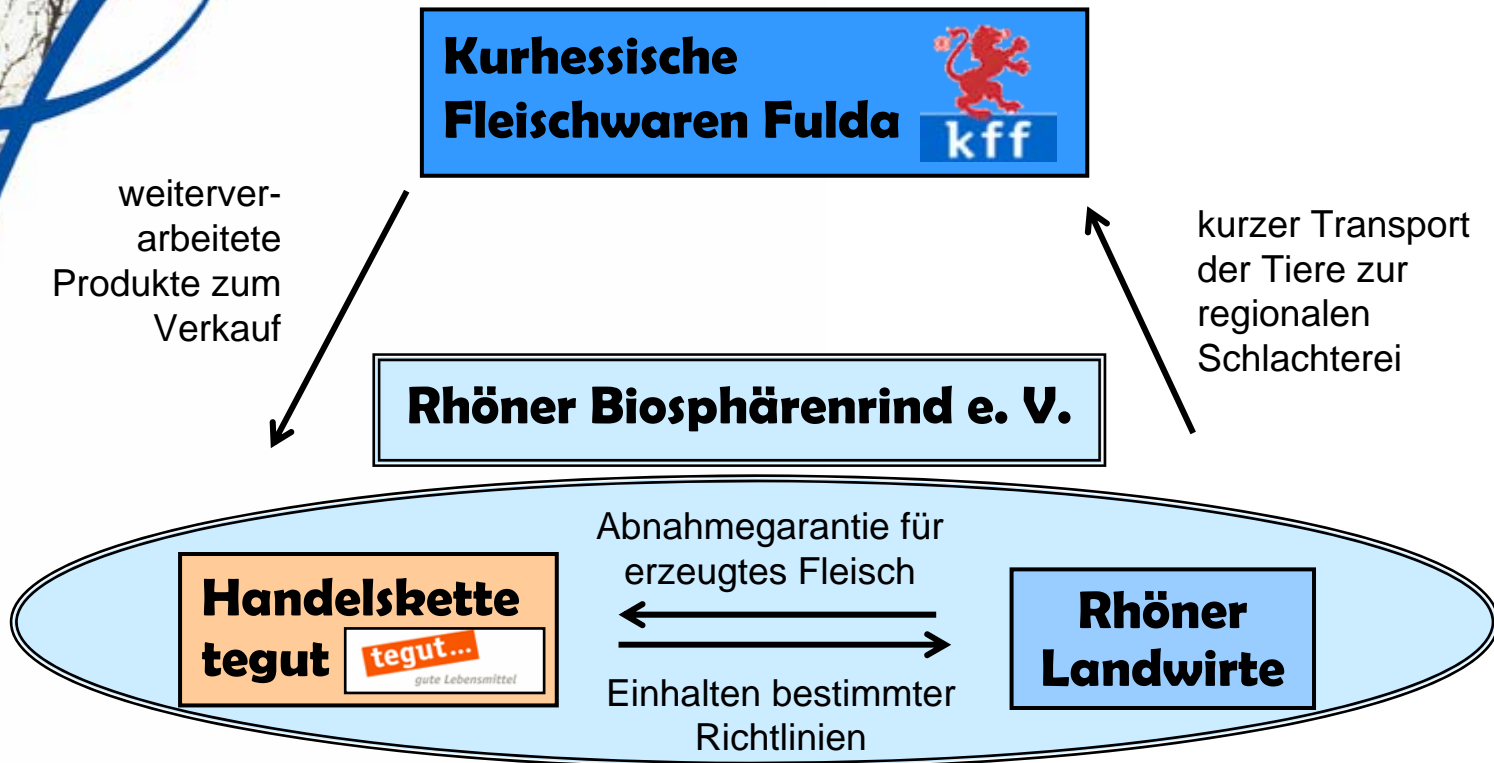 Kurhessische
Fleischwaren Fulda
kff
weiterver-
arbeitete
Produkte zum
Verkauf
kurzer Transport
der Tiere zur
regionalen
Schlachterei
Rhöner Biosphärenrind e. V.
Abnahmegarantie für
erzeugtes Fleisch
Handelskette
tegut
tegut...
gute Lebensmittel
Rhöner
Landwirte
Einhalten bestimmter
Richtlinien